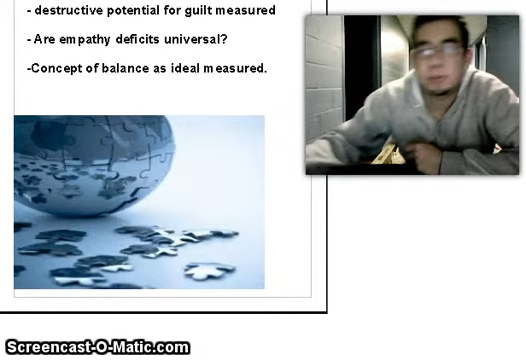 - destructive potential for guilt measured
- Are empathy deficits universal?
-Concept of balance as ideal measured.
Screencast-O-Matic.com